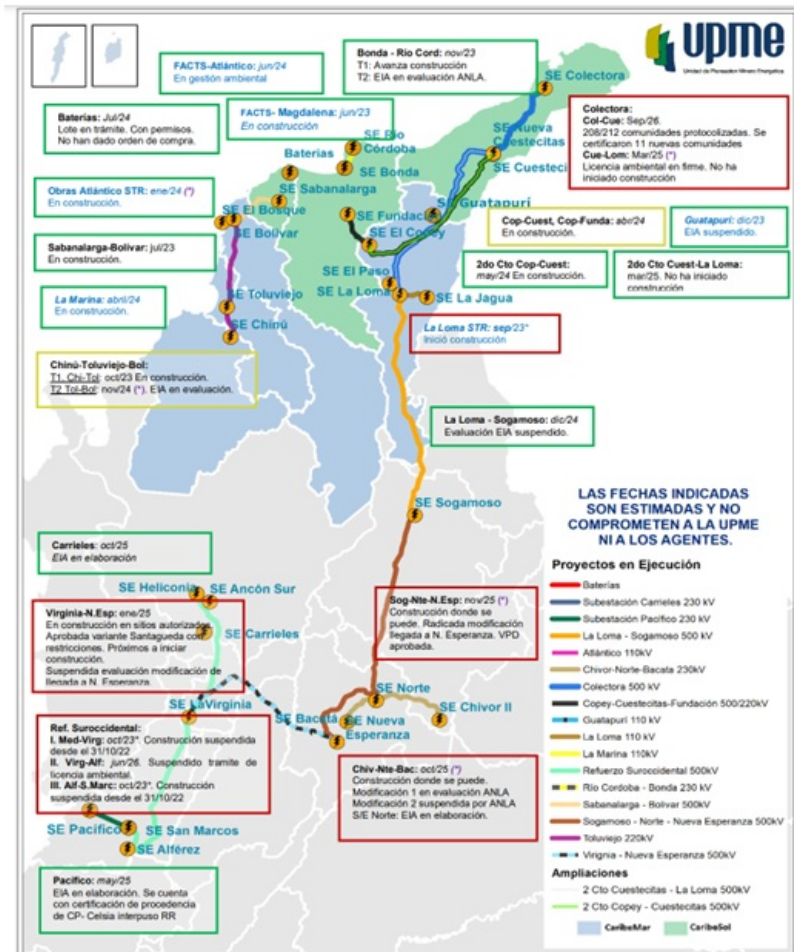 upme
Unidad de Planeación Minero Energética
FACTS-Atlántico: jun/24
En gestión ambiental
Bonda - Rio Cord: nov/23
T1: Avanza construcción
T2: EIA en evaluación ANLA.
SE Colectora
Baterías: Jul/24
Lote en trámite. Con permisos.
No han dado orden de compra.
FACTS- Magdalena: jun/23
En construcción
Colectora:
Col-Cue: Sep/26.
208/212 comunidades protocolizadas. Se
certificaron 11 nuevas comunidades
Cue-Lom: Mar/25 (*)
Licencia ambiental en firme. No ha
iniciado construcción
SE Rio
Córdoba
Baterias
SE Bonda
SE Nueva
Cuestecitas
SE Cuesteci
Obras Atlántico STR: ene/24 (*)
En construcción.
SE Sabanalarga
SE El Bosque
SE Bolívar
SE Fundació
SE Guatapurí
SE El Copey
Cop-Cuest, Cop-Funda: abr/24
En construcción.
Guatapurí: dic/23
EIA suspendido.
Sabanalarga-Bolívar: jul/23
En construcción.
2do Cto Cop-Cuest:
may/24 En construcción.
2do Cto Cuest-La Loma:
mar/25. No ha iniciado
construcción
SE El Paso
SE La Loma
SE La Jagua
La Marina: abril/24
En construcción.
SE Toluviejo
SE Chinú
La Loma STR: sep/23*
Inició construcción
Chinú-Toluviejo-Bol:
T1. Chi-Tol: oct/23 En construcción.
T2 Tol-Bol: nov/24 (*). EIA en evaluación.
La Loma - Sogamoso: dic/24
Evaluación EIA suspendido.
SE Sogamoso
LAS FECHAS INDICADAS
SON ESTIMADAS Y NO
COMPROMETEN A LA UPME
NI A LOS AGENTES.
Carrieles: oct/25
EIA en elaboración
SE Heliconia
SE Ancón Sur
SE Carrieles
Virginia-N.Esp: ene/25
En construcción en sitios autorizados
Aprobada variante Santagueda con
restricciones. Próximos a iniciar
construcción.
Suspendida evaluación modificación de
llegada a N. Esperanza.
Sog-Nte-N.Esp: nov/25 (*)
Construcción donde se
puede. Radicada modificación
llegada a N. Esperanza. VPD
aprobada.
SE LaVirginia
SE Norte
SE Bacatá
SE Nueva
Esperanza
SE Chivor II
Ref. Suroccidental:
I. Med-Virg: oct/23*. Construcción suspendida
desde el 31/10/22
II. Virg-Alf: jun/26. Suspendido tramite de
licencia ambiental.
III. Alf-S.Marc: oct/23*. Construcción
suspendida desde el 31/10/22
Chiv-Nte-Bac: oct/25 (*)
Construcción donde se puede.
Modificación 1 en evaluación ANLA
Modificación 2 suspendida por ANLA
S/E Norte: EIA en elaboración.
SE Pacífico
SE San Marcos
SE Alférez
Pacifico: may/25
EIA en elaboración. Se cuenta
con certificación de procedencia
de CP- Celsia interpuso RR
Proyectos en Ejecución
Baterías
Subestación Carrieles 230 kV
Subestación Pacífico 230 kV
La Loma - Sogamoso 500 kV
Atlántico 110kV
Chivor-Norte-Bacata 230kV
Colectora 500 kV
Copey-Cuestecitas-Fundación 500/220kV
Guatapurí 110 kV
La Loma 110 kV
La Marina 110kV
Refuerzo Suroccidental 500kV
Río Cordoba - Bonda 230 kV
Sabanalarga - Bolivar 500kV
Sogamoso - Norte - Nueva Esperanza 500kV
Toluviejo 220kV
Virignia - Nueva Esperanza 500kV
Ampliaciones
2 Cto Cuestecitas - La Loma 500kV
2 Cto Copey - Cuestecitas 500kV
CaribeMar
CaribeSol